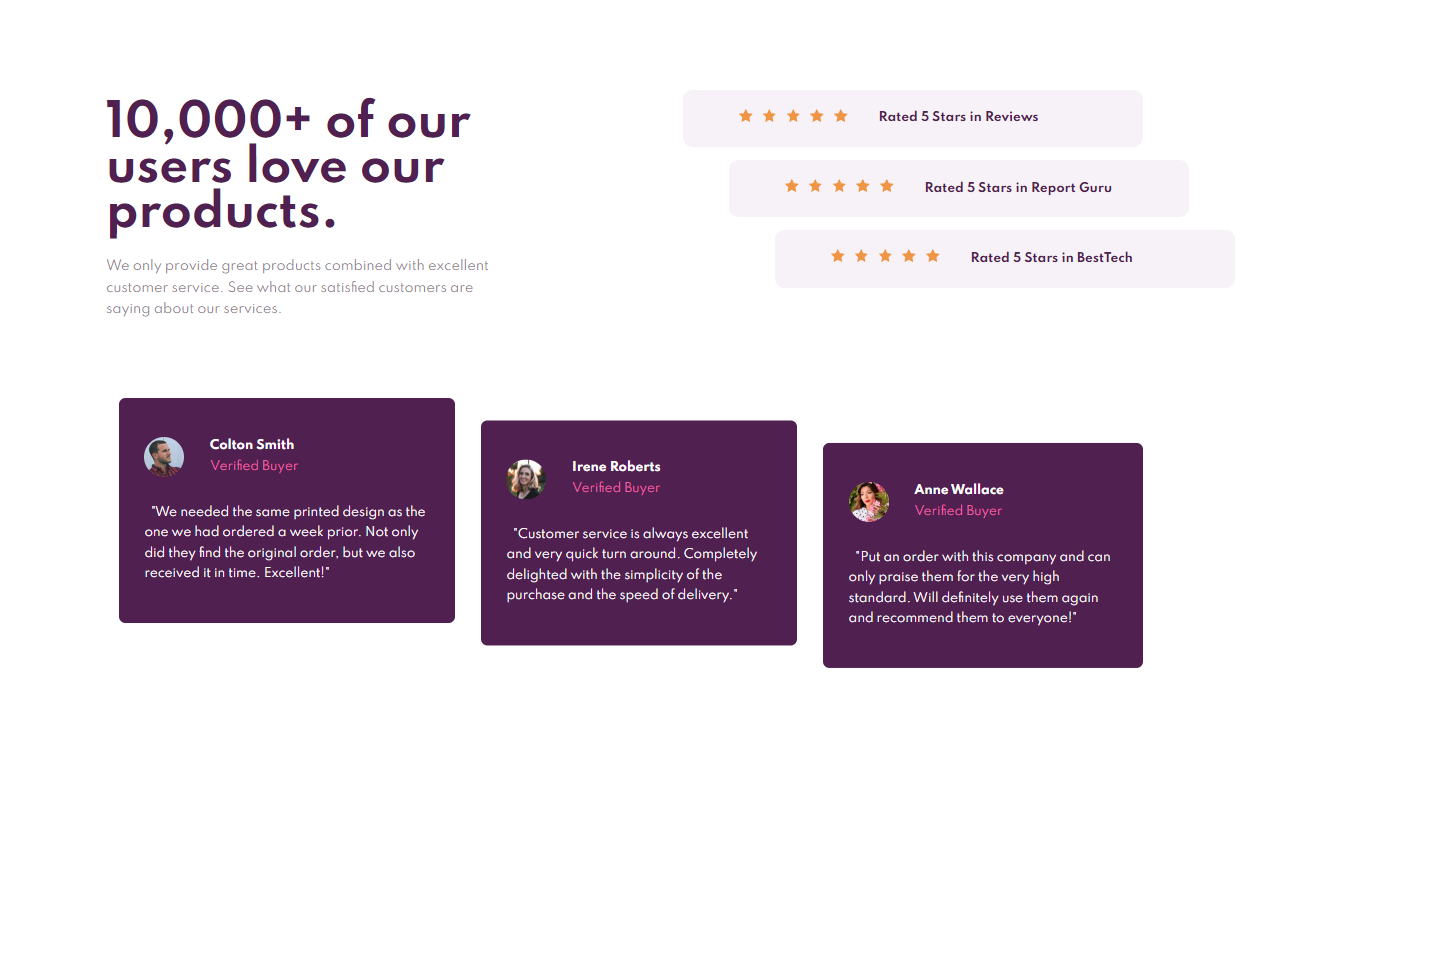 10,000+ of our
users love our
products.
We only provide great products combined with excellent
customer service. See what our satisfied customers are
saying about our services.
Rated 5 Stars in Reviews
Rated 5 Stars in Report Guru
Rated 5 Stars in BestTech
Colton Smith
Verified Buyer
"We needed the same printed design as the
one we had ordered a week prior. Not only
did they find the original order, but we also
received it in time. Excellent!"
Irene Roberts
Verified Buyer
"Customer service is always excellent
and very quick turn around. Completely
delighted with the simplicity of the
purchase and the speed of delivery."
Anne Wallace
Verified Buyer
"Put an order with this company and can
only praise them for the very high
standard. Will definitely use them again
and recommend them to everyone!"